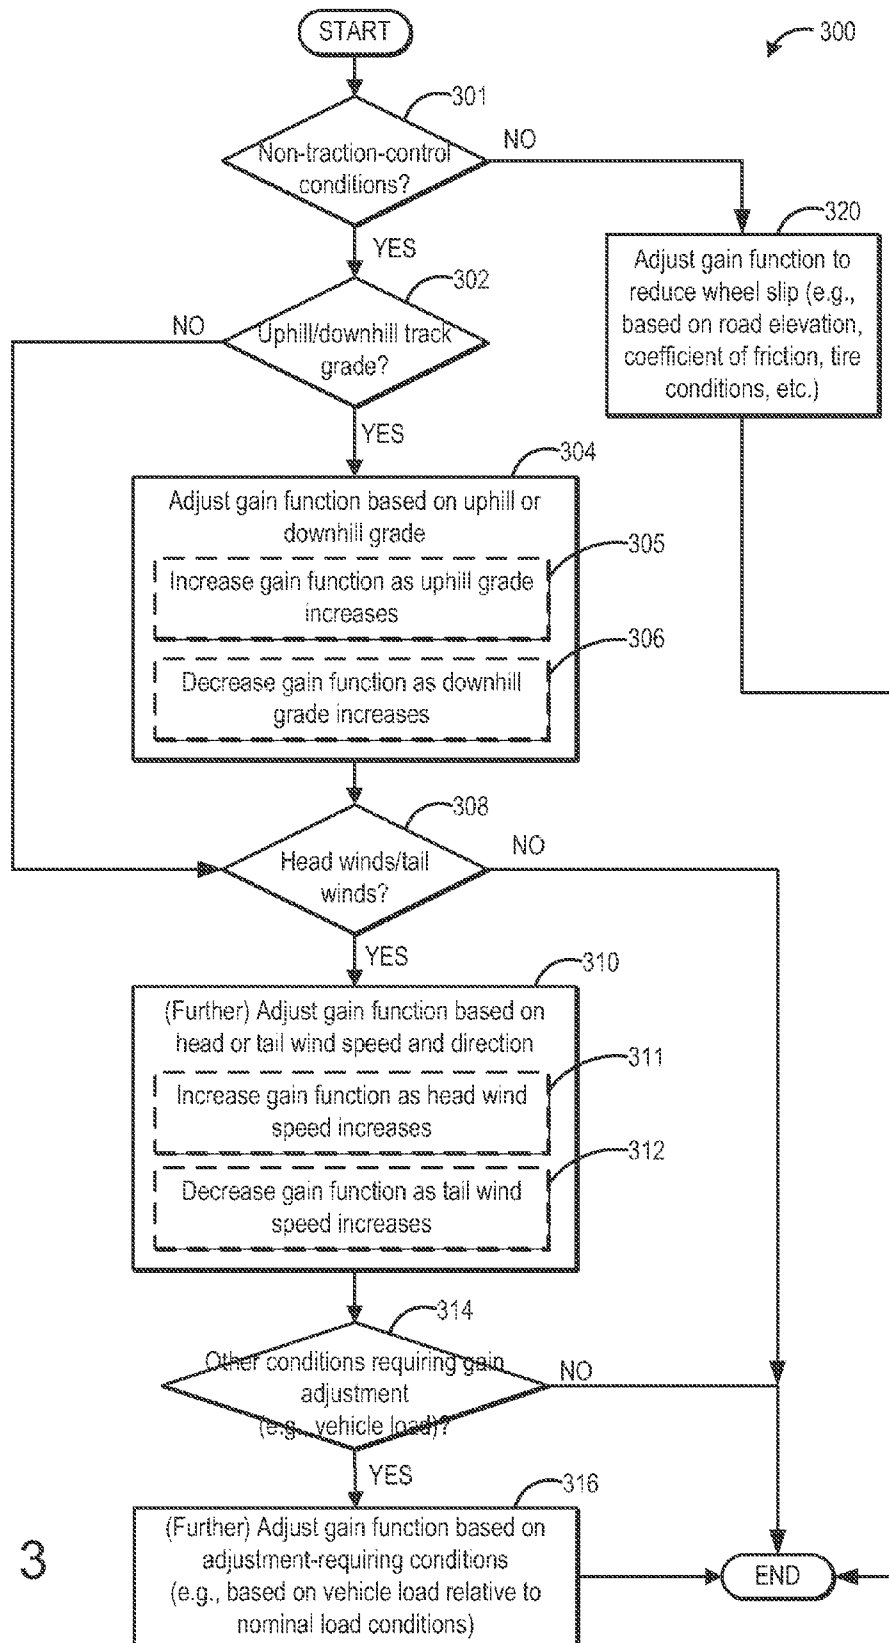 START
300
301
Non-traction-control
conditions?
NO
YES
320
Adjust gain function to
reduce wheel slip (e.g.,
based on road elevation,
coefficient of friction, tire
conditions, etc.)
302
NO
Uphill/downhill track
grade?
YES
304
Adjust gain function based on uphill or
downhill grade
305
Increase gain function as uphill grade
increases
306
Decrease gain function as downhill
grade increases
308
Head winds/tail
winds?
NO
YES
310
(Further) Adjust gain function based on
head or tail wind speed and direction
311
Increase gain function as head wind
speed increases
312
Decrease gain function as tail wind
speed increases
314
Other conditions requiring gain
adjustment
(e.g., vehicle load)?
NO
YES
316
(Further) Adjust gain function based on
adjustment-requiring conditions
(e.g., based on vehicle load relative to
nominal load conditions)
END
3